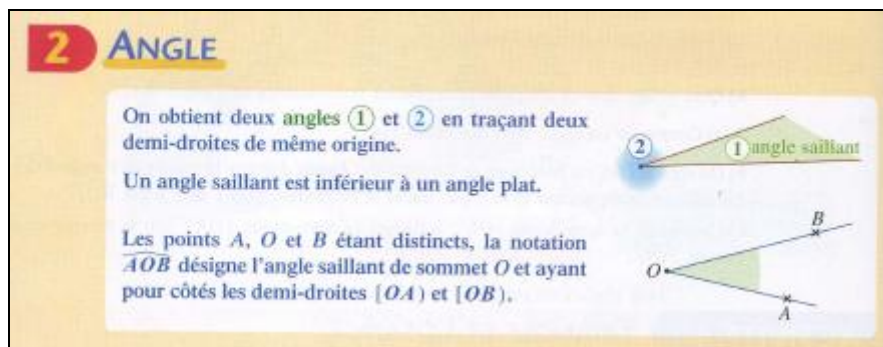 2 ANGLE
On obtient deux angles ① et ② en traçant deux
demi-droites de même origine.
② ① angle saillant
Un angle saillant est inférieur à un angle plat.
Les points A, O et B étant distincts, la notation
AOB désigne l'angle saillant de sommet O et ayant
pour côtés les demi-droites [OA) et [OB).
B
O
A